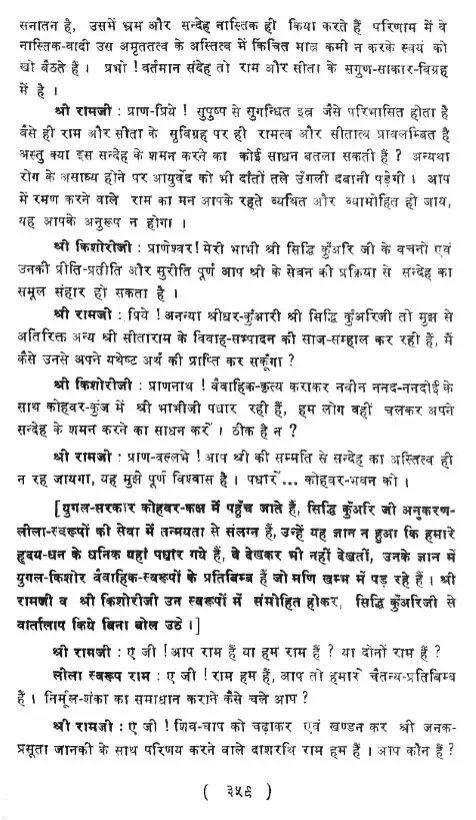 सनातन है, उसमें भ्रम और सन्देह नास्तिक ही किया करते हैं परिणाम में वे
नास्तिक-वादी उस अमृततत्व के अस्तित्व में किंचित मात्र कमी न करके स्वयं को
खो बैठते हैं । प्रभो ! वर्तमान संदेह तो राम और सीता के सगुण-साकार-विग्रह
में है ।
श्री रामजी : प्राण-प्रिये ! सुपुष्प से सुगन्धित इत्र जैसे परिभासित होता है
वैसे ही राम और सीता के सुविग्रह पर ही रामत्व और सीतात्व प्रावलम्बित है
अस्तु क्या इस सन्देह के शमन करने का कोई साधन बतला सकती हैं ? अन्यथा
रोग के असाध्य होने पर आयुर्वेद को भी दाँतों तले उँगली दबानी पड़ेगी । आप
में रमण करने वाले राम का मन आपके रहते व्यथित और व्यामोहित हो जाय,
यह आपके अनुरूप न होगा ।
श्री किशोरीजी : प्राणेश्वर ! मेरी भाभी श्री सिद्धि कुँअरि जी के वचनों एवं
उनकी प्रीति-प्रतीति और सुरीति पूर्ण आप श्री के सेवन की प्रक्रिया से सन्देह का
समूल संहार हो सकता है ।
श्री रामजी : प्रिये ! अनन्या श्रीधर-कुँआरी श्री सिद्धि कुँअरिजी तो मुझ से
अतिरिक्त अन्य श्री सीताराम के विवाह-सम्पादन की साज-सम्हाल कर रही हैं, मैं
कैसे उनसे अपने यथेष्ट अर्थ की प्राप्ति कर सकूँगा ?
श्री किशोरीजी : प्राणनाथ ! वैवाहिक-कृत्य कराकर नवीन ननद-ननदोई के
साथ कोहवर-कुंज में श्री भाभीजी पधार रही हैं, हम लोग वहीं चलकर अपने
सन्देह के शमन करने का साधन करें । ठीक है न ?
श्री रामजी : प्राण-वल्लभे ! आप श्री की सम्मति से सन्देह का अस्तित्व ही
न रह जायगा, यह मुझे पूर्ण विश्वास है । पधारें... कोहवर-भवन को ।
[युगल-सरकार कोहवर-कक्ष में पहुँच जाते हैं, सिद्धि कुँअरि जी अनुकरण-
लीला-स्वरूपों की सेवा में तन्मयता से संलग्न हैं, उन्हें यह ज्ञान न हुआ कि हमारे
हृदय-धन के धनिक यहां पधार गये हैं, वे देखकर भी नहीं देखतीं, उनके ज्ञान में
युगल-किशोर वैवाहिक-स्वरूपों के प्रतिबिम्ब हैं जो मणि खम्भ में पड़ रहे हैं । श्री
रामजी व श्री किशोरीजी उन स्वरूपों में संमोहित होकर, सिद्धि कुँअरिजी से
वार्तालाप किये बिना बोल उठे ।]
श्री रामजी : ए जी ! आप राम हैं या हम राम हैं ? या दोनों राम हैं ?
लीला स्वरूप राम : ए जी ! राम हम हैं, आप तो हमारे चैतन्य-प्रतिबिम्ब
हैं । निर्मूल-शंका का समाधान कराने कैसे चले आप ?
श्री रामजी : ए जी ! शिव-चाप को चढ़ाकर एवं खण्डन कर श्री जनक-
प्रसूता जानकी के साथ परिणय करने वाले दाशरथि राम हम हैं । आप कौन हैं ?
( ३५९ )